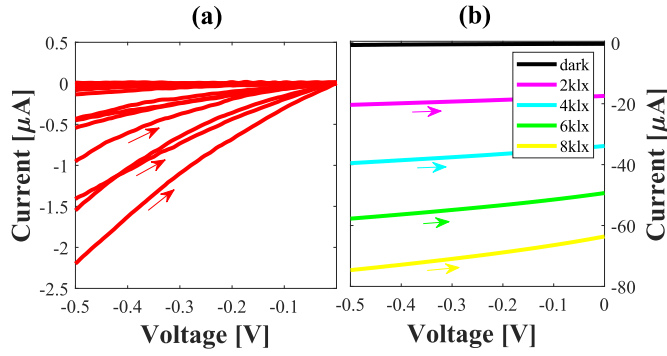 (a)
(b)
0.5
0
-0.5
-1
-1.5
-2
-2.5
Current [μA]
-0.5
-0.4
-0.3
-0.2
-0.1
Voltage [V]
dark
2klx
4klx
6klx
8klx
0
-20
-40
-60
-80
Current [μA]
-0.5
-0.4
-0.3
-0.2
-0.1
0
Voltage [V]